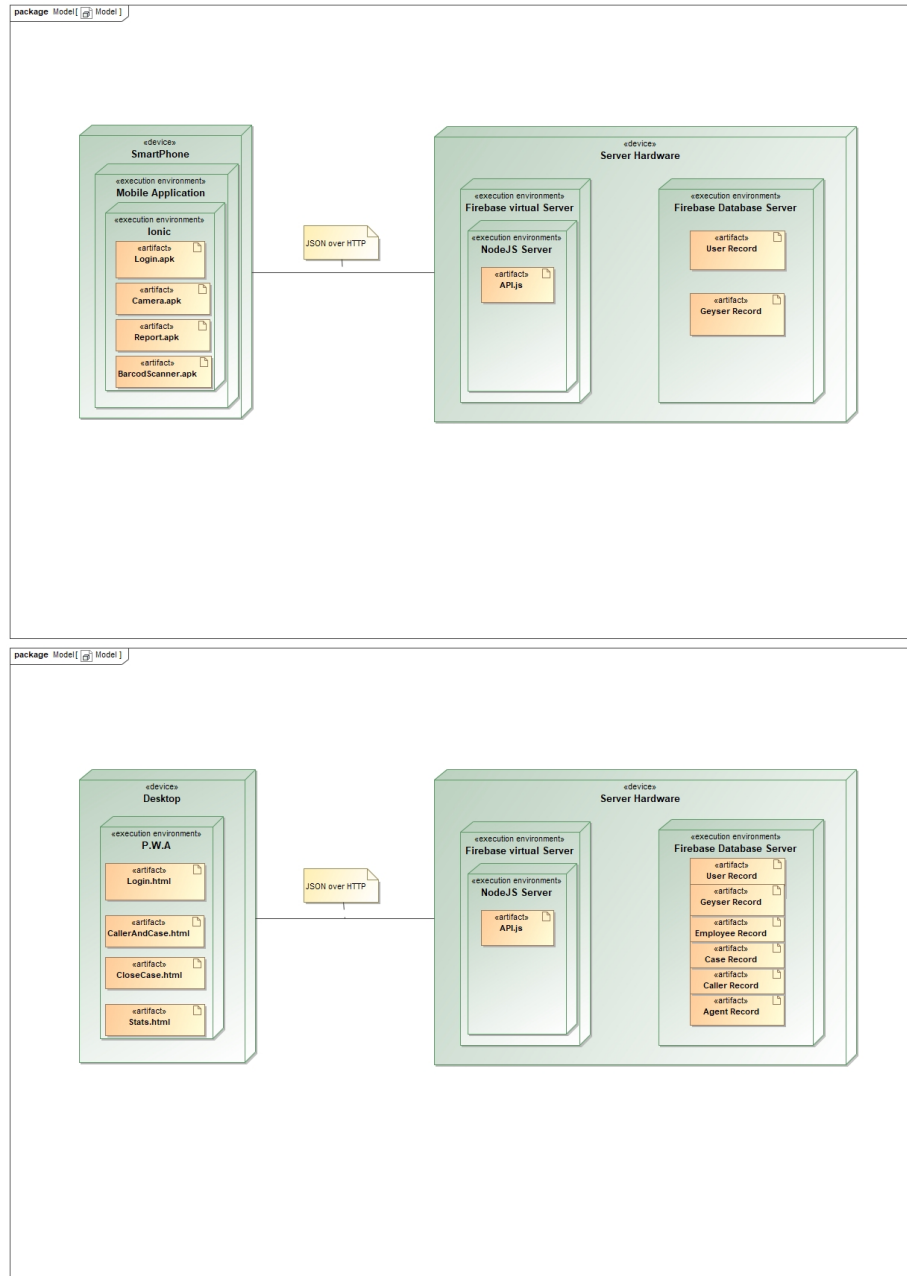 package Model[ Model ]
«device»
SmartPhone
«execution environment»
Mobile Application
«execution environment»
Ionic
«artifact»
Login.apk
«artifact»
Camera.apk
«artifact»
Report.apk
«artifact»
BarcodScanner.apk
JSON over HTTP
«device»
Server Hardware
«execution environment»
Firebase virtual Server
«execution environment»
NodeJS Server
«artifact»
API.js
«execution environment»
Firebase Database Server
«artifact»
User Record
«artifact»
Geyser Record
package Model[ Model ]
«device»
Desktop
«execution environment»
P.W.A
«artifact»
Login.html
«artifact»
CallerAndCase.html
«artifact»
CloseCase.html
«artifact»
Stats.html
JSON over HTTP
«device»
Server Hardware
«execution environment»
Firebase virtual Server
«execution environment»
NodeJS Server
«artifact»
API.js
«execution environment»
Firebase Database Server
«artifact»
User Record
«artifact»
Geyser Record
«artifact»
Employee Record
«artifact»
Case Record
«artifact»
Caller Record
«artifact»
Agent Record